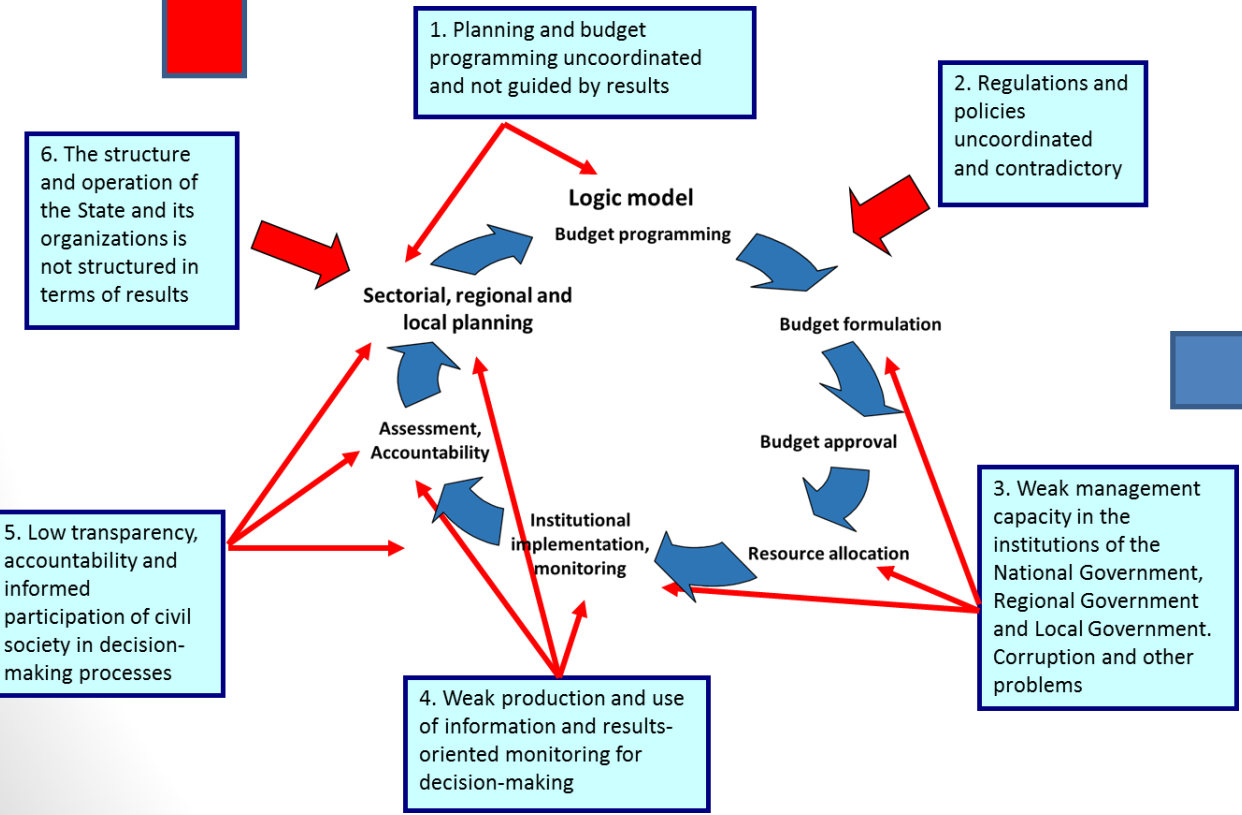 1. Planning and budget
programming uncoordinated
and not guided by results
2. Regulations and
policies
uncoordinated
and contradictory
6. The structure
and operation of
the State and its
organizations is
not structured in
terms of results
Logic model
Budget programming
Sectorial, regional and
local planning
Budget formulation
Assessment,
Accountability
Budget approval
Institutional
implementation,
monitoring
Resource allocation
3. Weak management
capacity in the
institutions of the
National Government,
Regional Government
and Local Government.
Corruption and other
problems
5. Low transparency,
accountability and
informed
participation of civil
society in decision-
making processes
4. Weak production and use
of information and results-
oriented monitoring for
decision-making